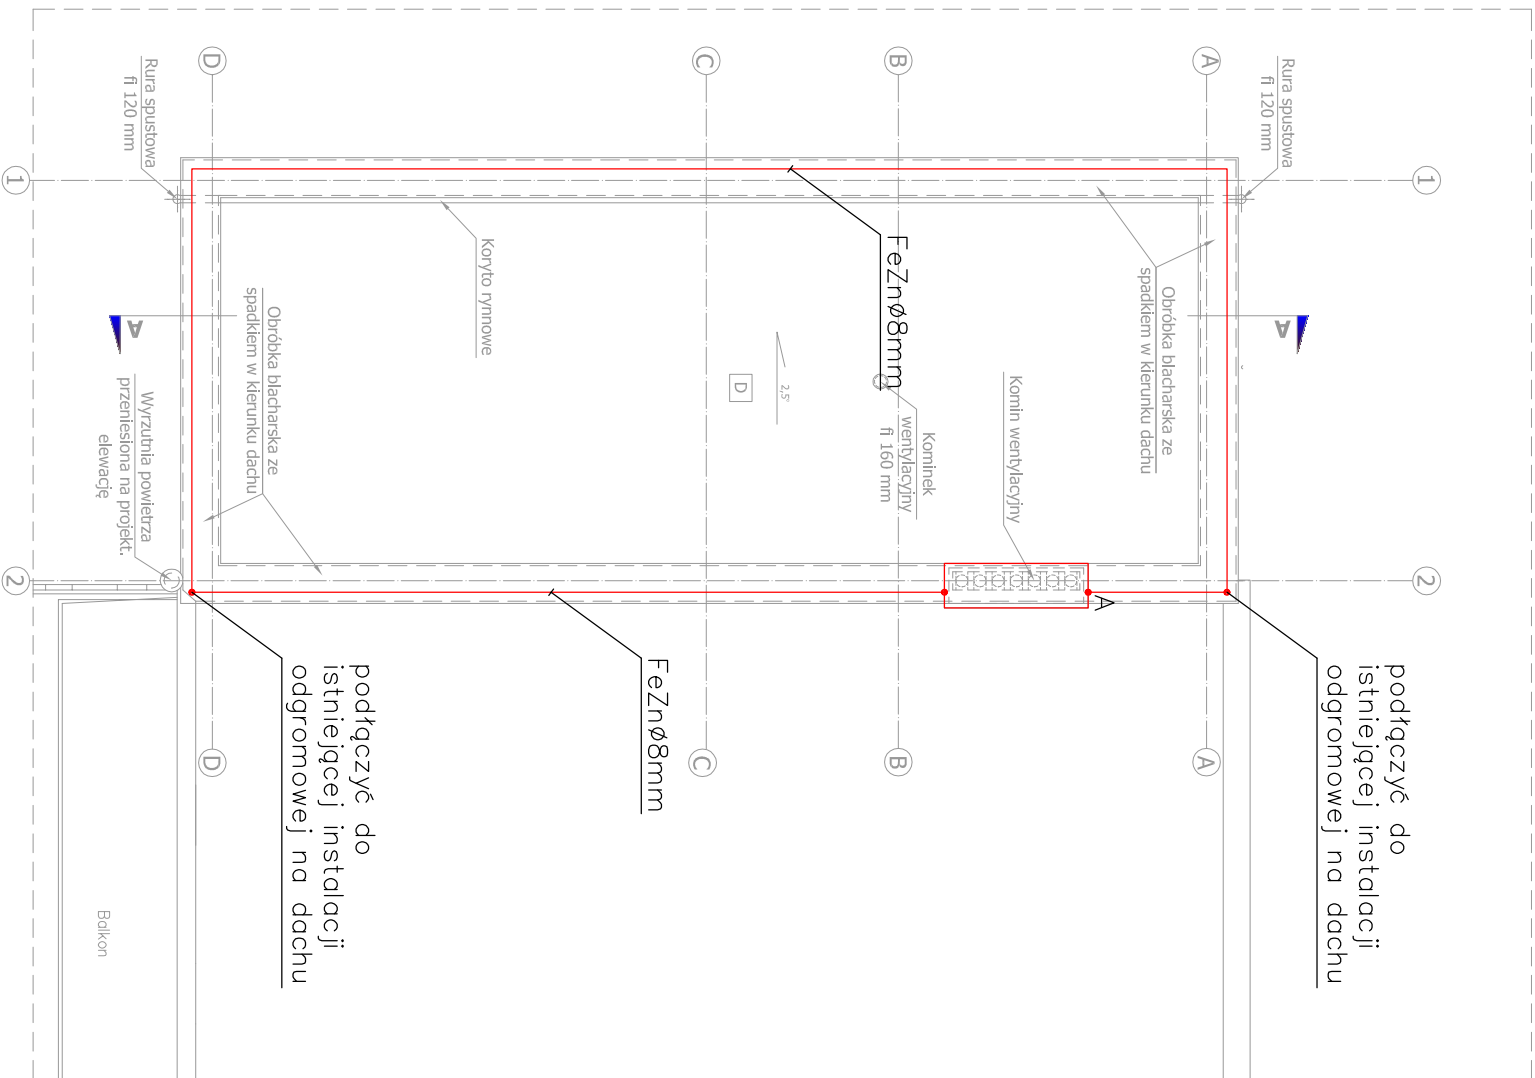 A
B
C
D
1
1
2
2
A
B
C
D
Rura spustowa
fi 120 mm
Rura spustowa
fi 120 mm
Obróbka blacharska ze
spadkiem w kierunku dachu
A
A
FeZnø8mm
Koryto rynnowe
Obróbka blacharska ze
spadkiem w kierunku dachu
2,5°
D
Komin wentylacyjny
Kominek
wentylacyjny
fi 160 mm
Wyrzutnia powietrza
przeniesiona na projekt.
elewację
A
podłączyć do
istniejącej instalacji
odgromowej na dachu
FeZnø8mm
podłączyć do
istniejącej instalacji
odgromowej na dachu
Balkon